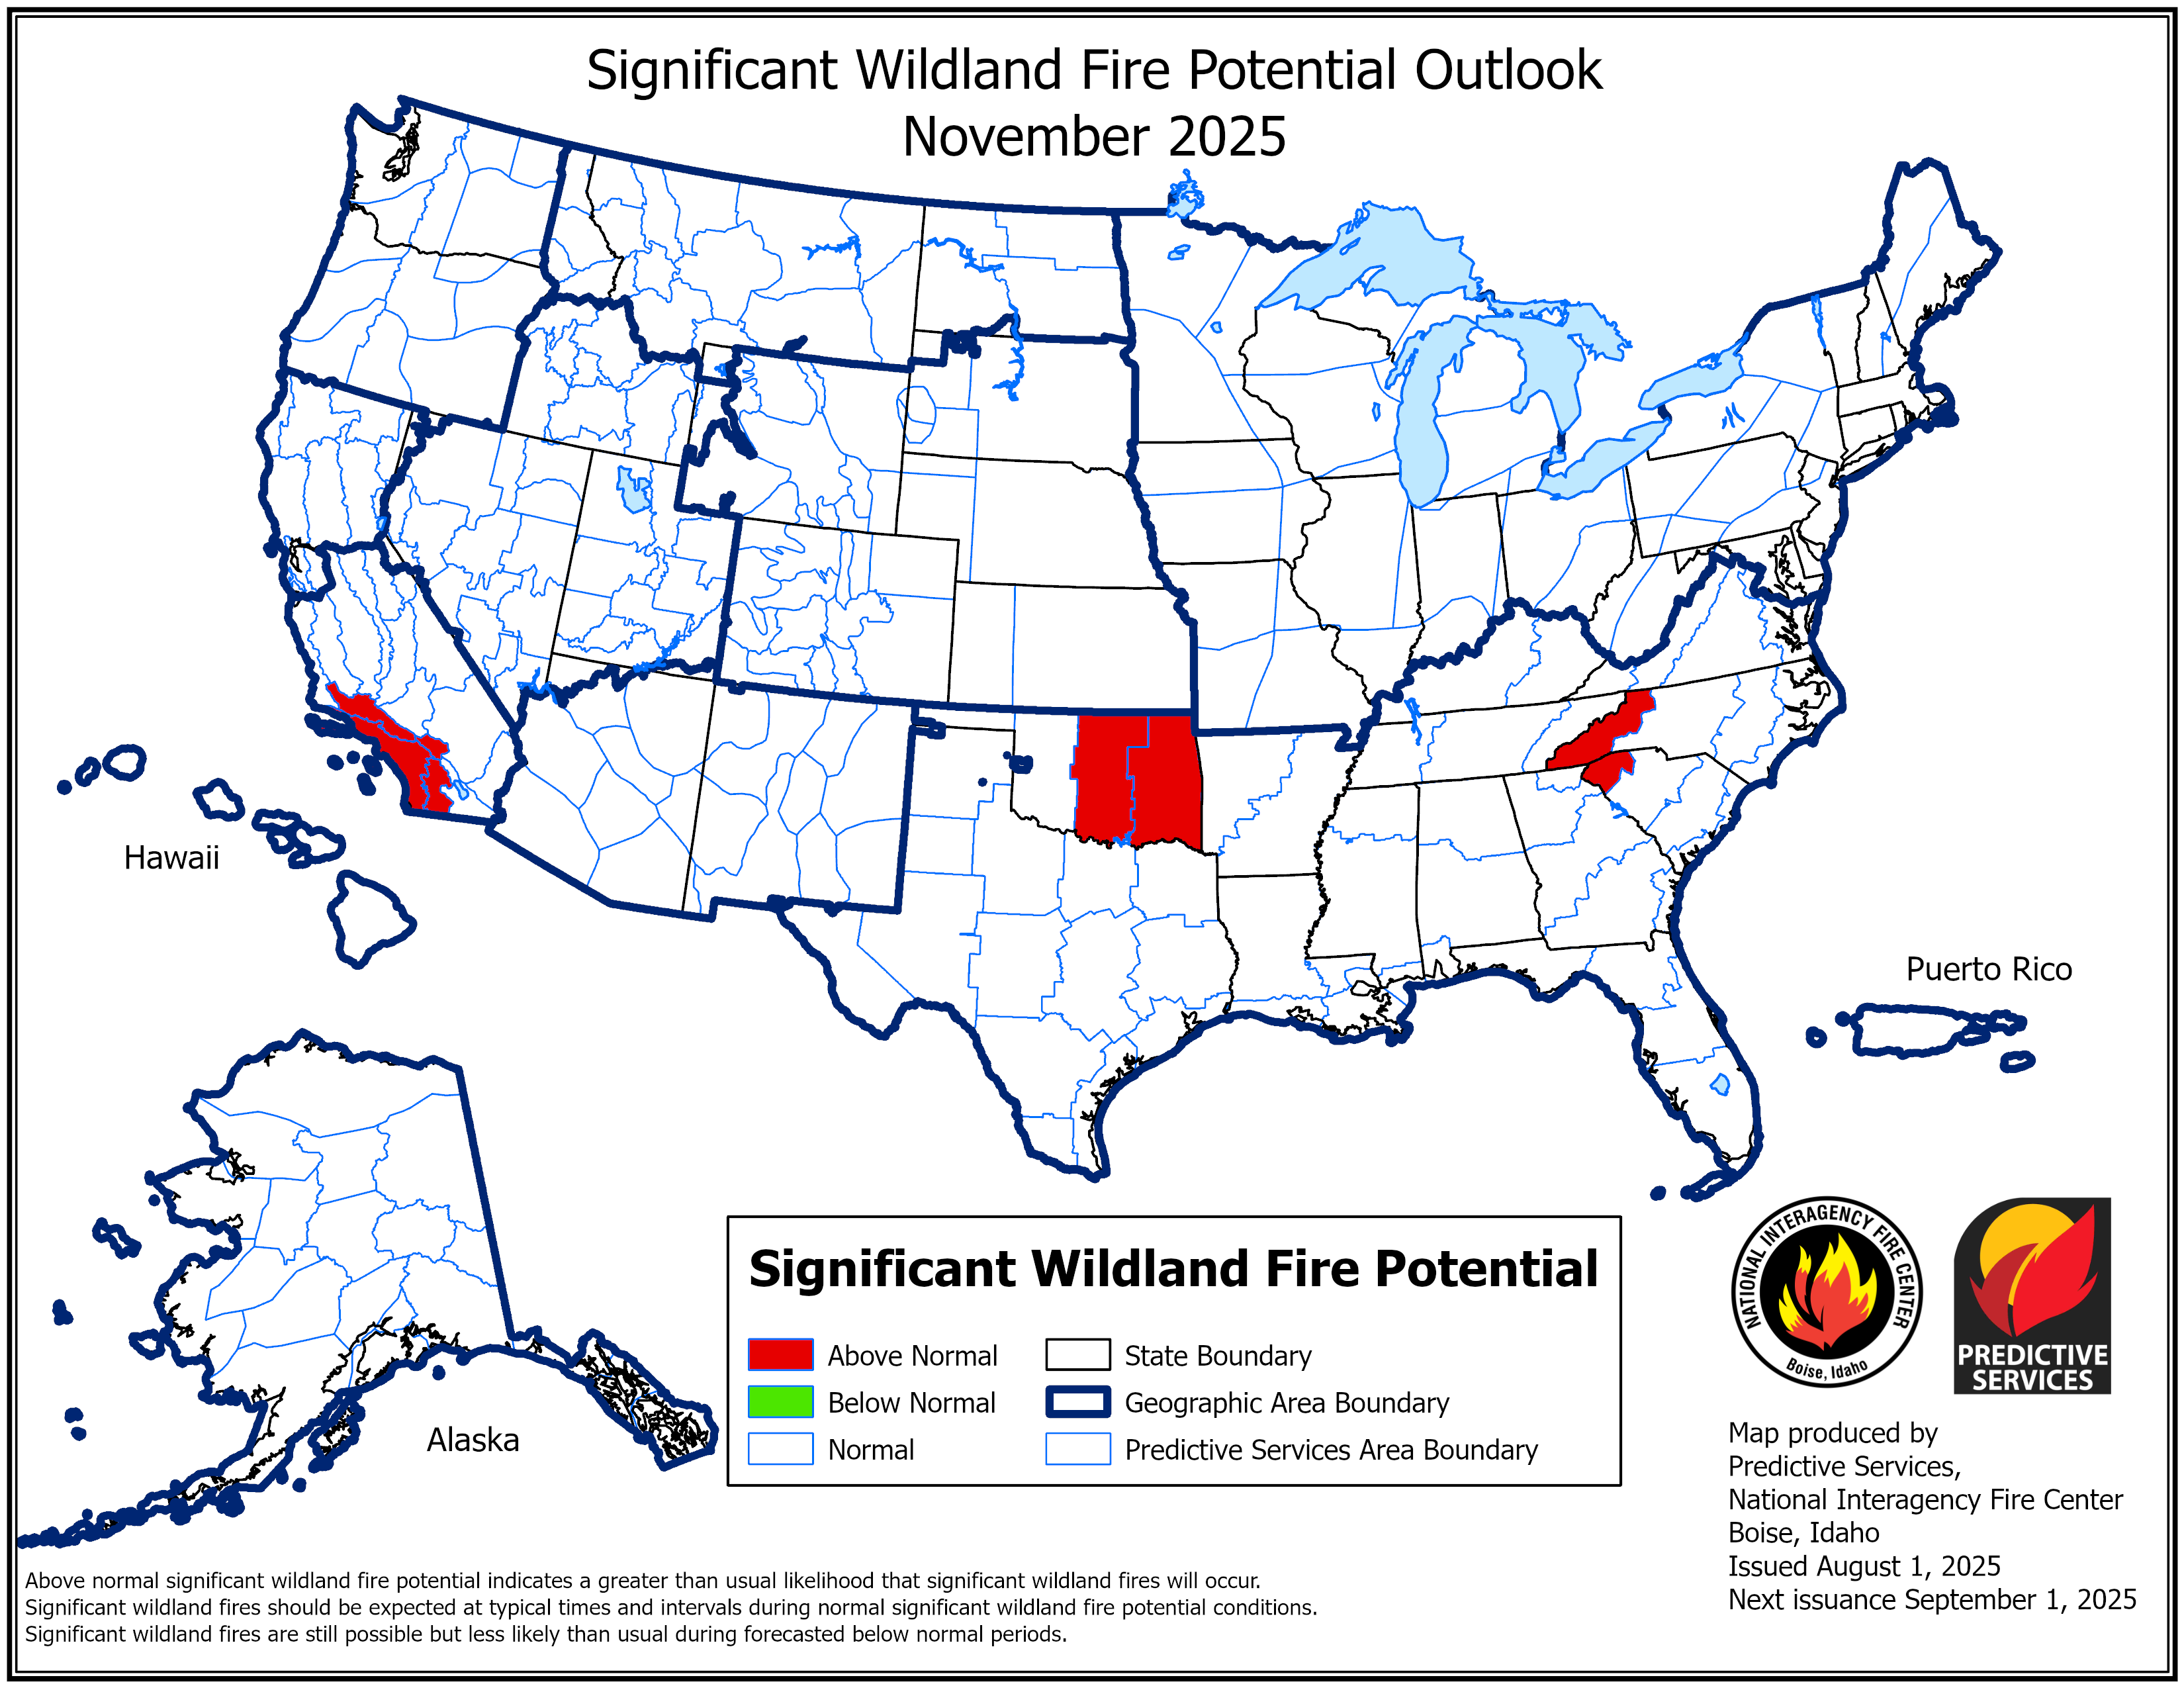 Significant Wildland Fire Potential Outlook
November 2025
Hawaii
Puerto Rico
Alaska
Significant Wildland Fire Potential
Above Normal
Below Normal
Normal
State Boundary
Geographic Area Boundary
Predictive Services Area Boundary
NATIONAL INTERAGENCY FIRE CENTER
Boise, Idaho
PREDICTIVE
SERVICES
Map produced by
Predictive Services,
National Interagency Fire Center
Boise, Idaho
Issued August 1, 2025
Next issuance September 1, 2025
Above normal significant wildland fire potential indicates a greater than usual likelihood that significant wildland fires will occur.
Significant wildland fires should be expected at typical times and intervals during normal significant wildland fire potential conditions.
Significant wildland fires are still possible but less likely than usual during forecasted below normal periods.